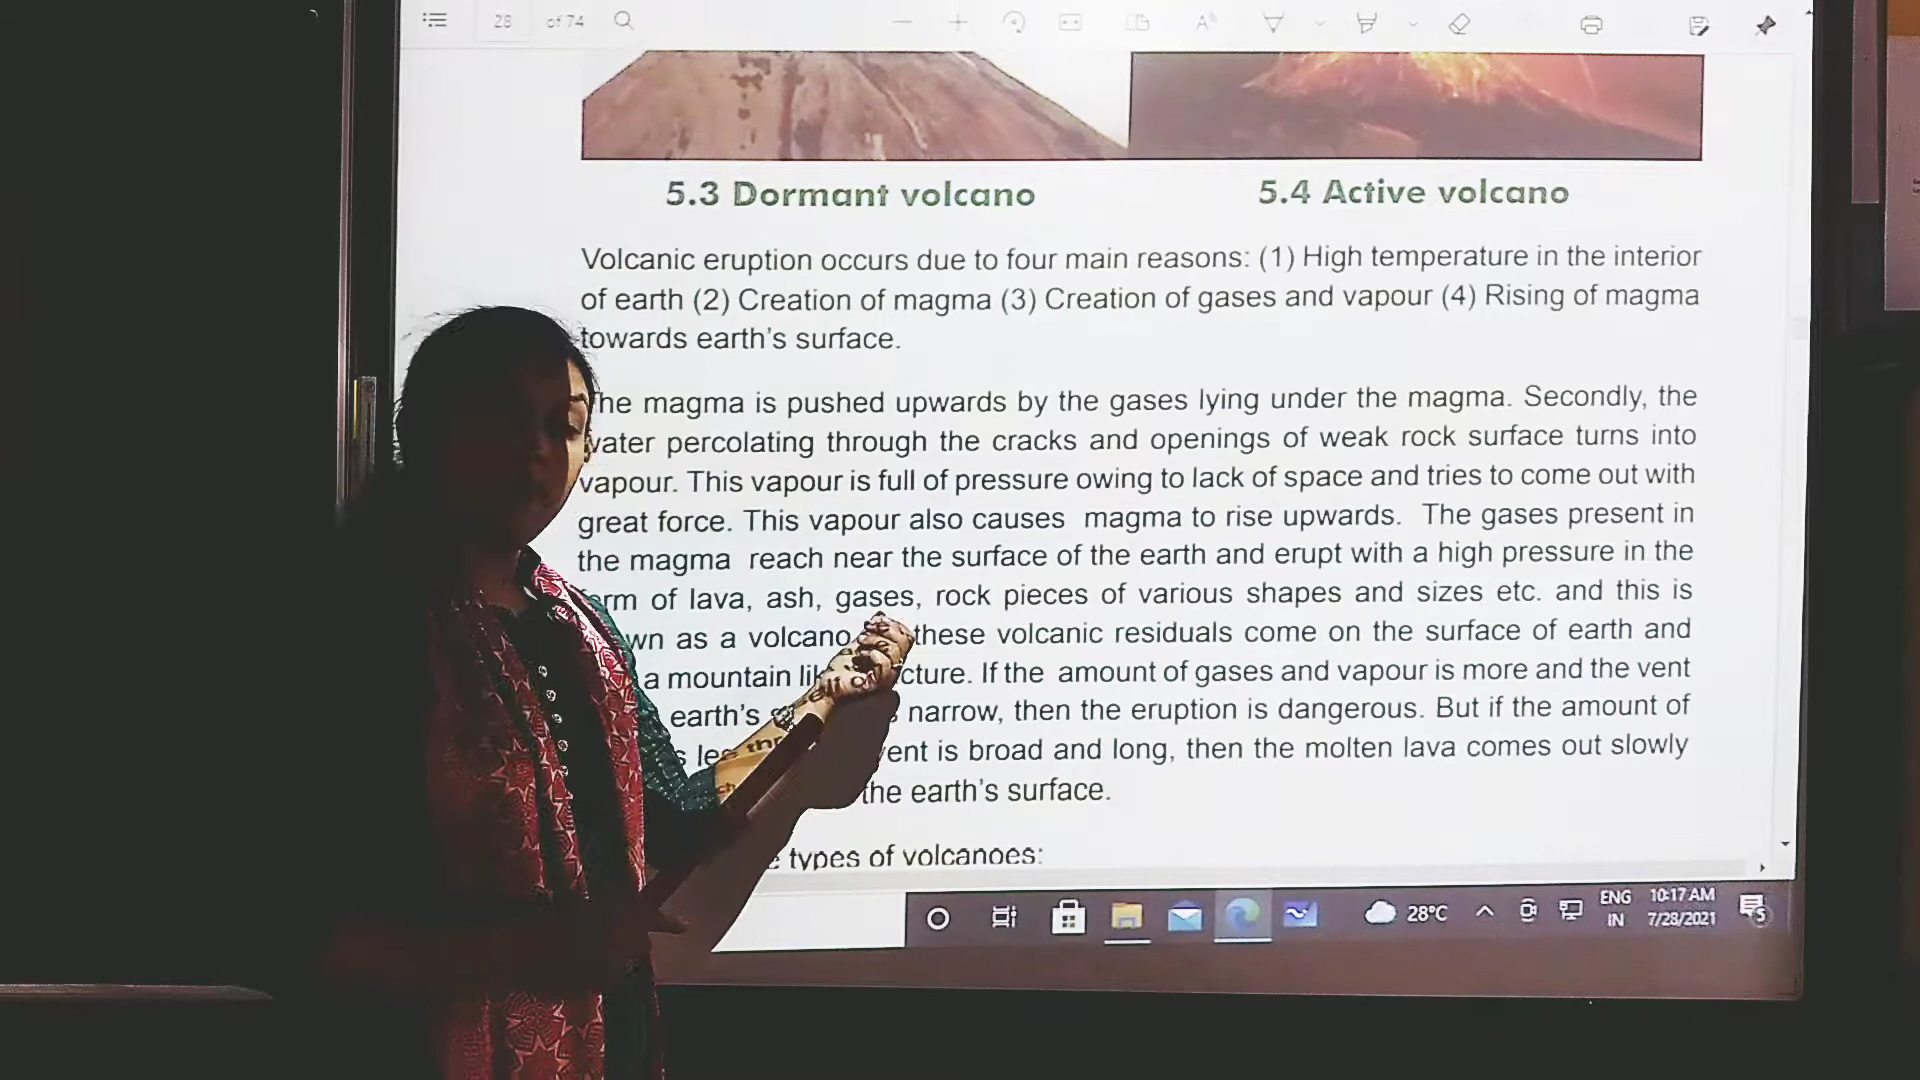 28 of 74
5.3 Dormant volcano
5.4 Active volcano
Volcanic eruption occurs due to four main reasons: (1) High temperature in the interior
of earth (2) Creation of magma (3) Creation of gases and vapour (4) Rising of magma
towards earth's surface.
he magma is pushed upwards by the gases lying under the magma. Secondly, the
vater percolating through the cracks and openings of weak rock surface turns into
vapour. This vapour is full of pressure owing to lack of space and tries to come out with
great force. This vapour also causes magma to rise upwards. The gases present in
the magma reach near the surface of the earth and erupt with a high pressure in the
orm of lava, ash, gases, rock pieces of various shapes and sizes etc. and this is
wn as a volcano these volcanic residuals come on the surface of earth and
a mountain lik cture. If the amount of gases and vapour is more and the vent
earth's narrow, then the eruption is dangerous. But if the amount of
s les vent is broad and long, then the molten lava comes out slowly
the earth's surface.
e types of volcanoes:
28°C ENG IN 10:17 AM 7/28/2021 5